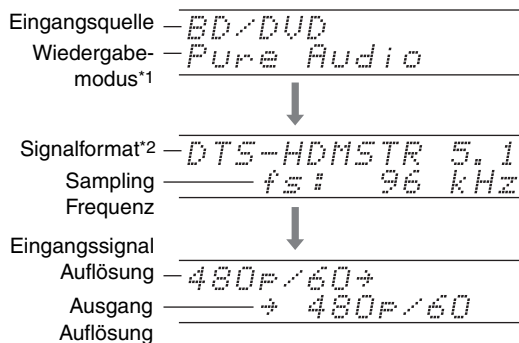 Eingangsquelle
BD/DVD
Wiedergabe-
modus*1
Pure Audio
Signalformat*2
DTS-HDMSTR 5.1
Sampling
Frequenz
fs: 96 kHz
Eingangssignal
Auflösung
480p/60→
Ausgang
Auflösung
→ 480p/60